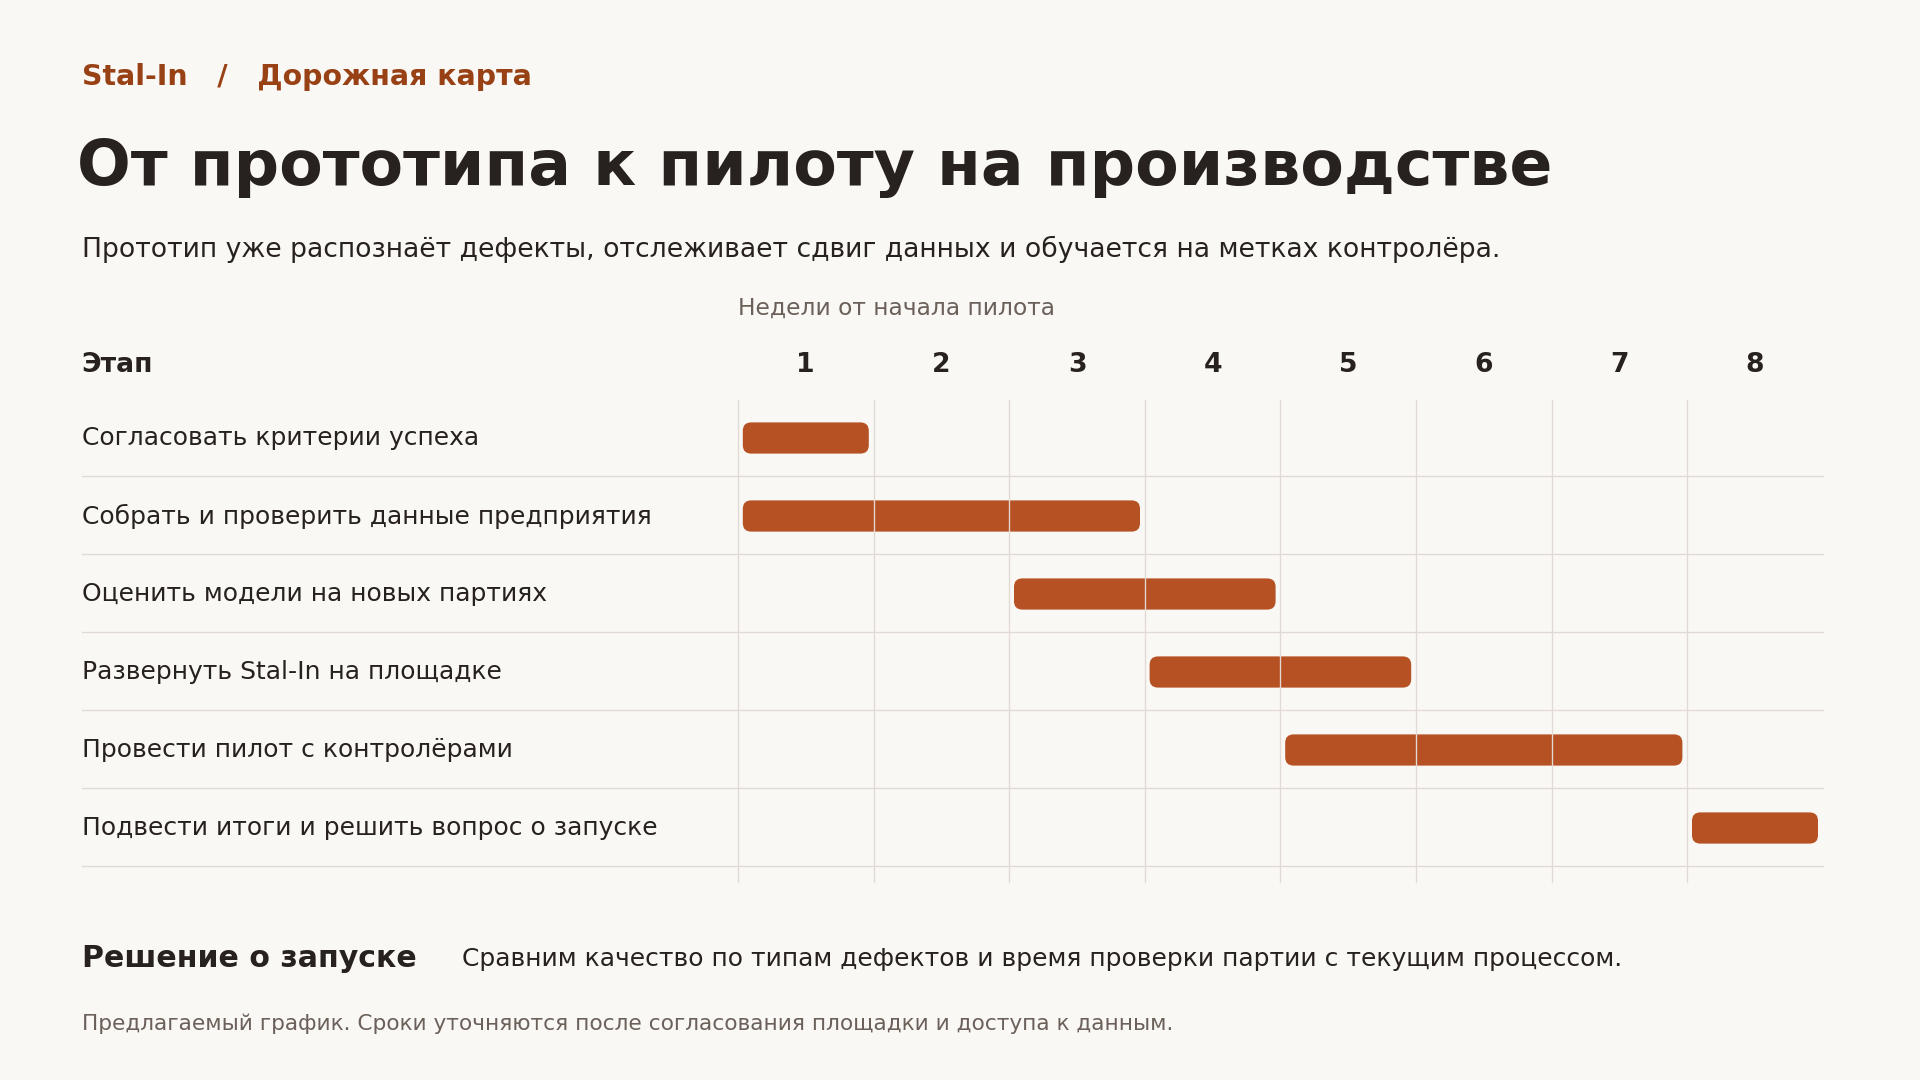 Stal-In / Дорожная карта
От прототипа к пилоту на производстве
Прототип уже распознаёт дефекты, отслеживает сдвиг данных и обучается на метках контролёра.
Недели от начала пилота
Этап 1 2 3 4 5 6 7 8
Согласовать критерии успеха
Собрать и проверить данные предприятия
Оценить модели на новых партиях
Развернуть Stal-In на площадке
Провести пилот с контролёрами
Подвести итоги и решить вопрос о запуске
Решение о запуске Сравним качество по типам дефектов и время проверки партии с текущим процессом.
Предлагаемый график. Сроки уточняются после согласования площадки и доступа к данным.